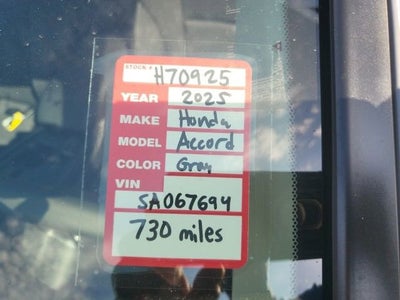 STOCK # H70925
YEAR 2025
MAKE Honda
MODEL Accord
COLOR Gray
VIN
SA067694
730 miles